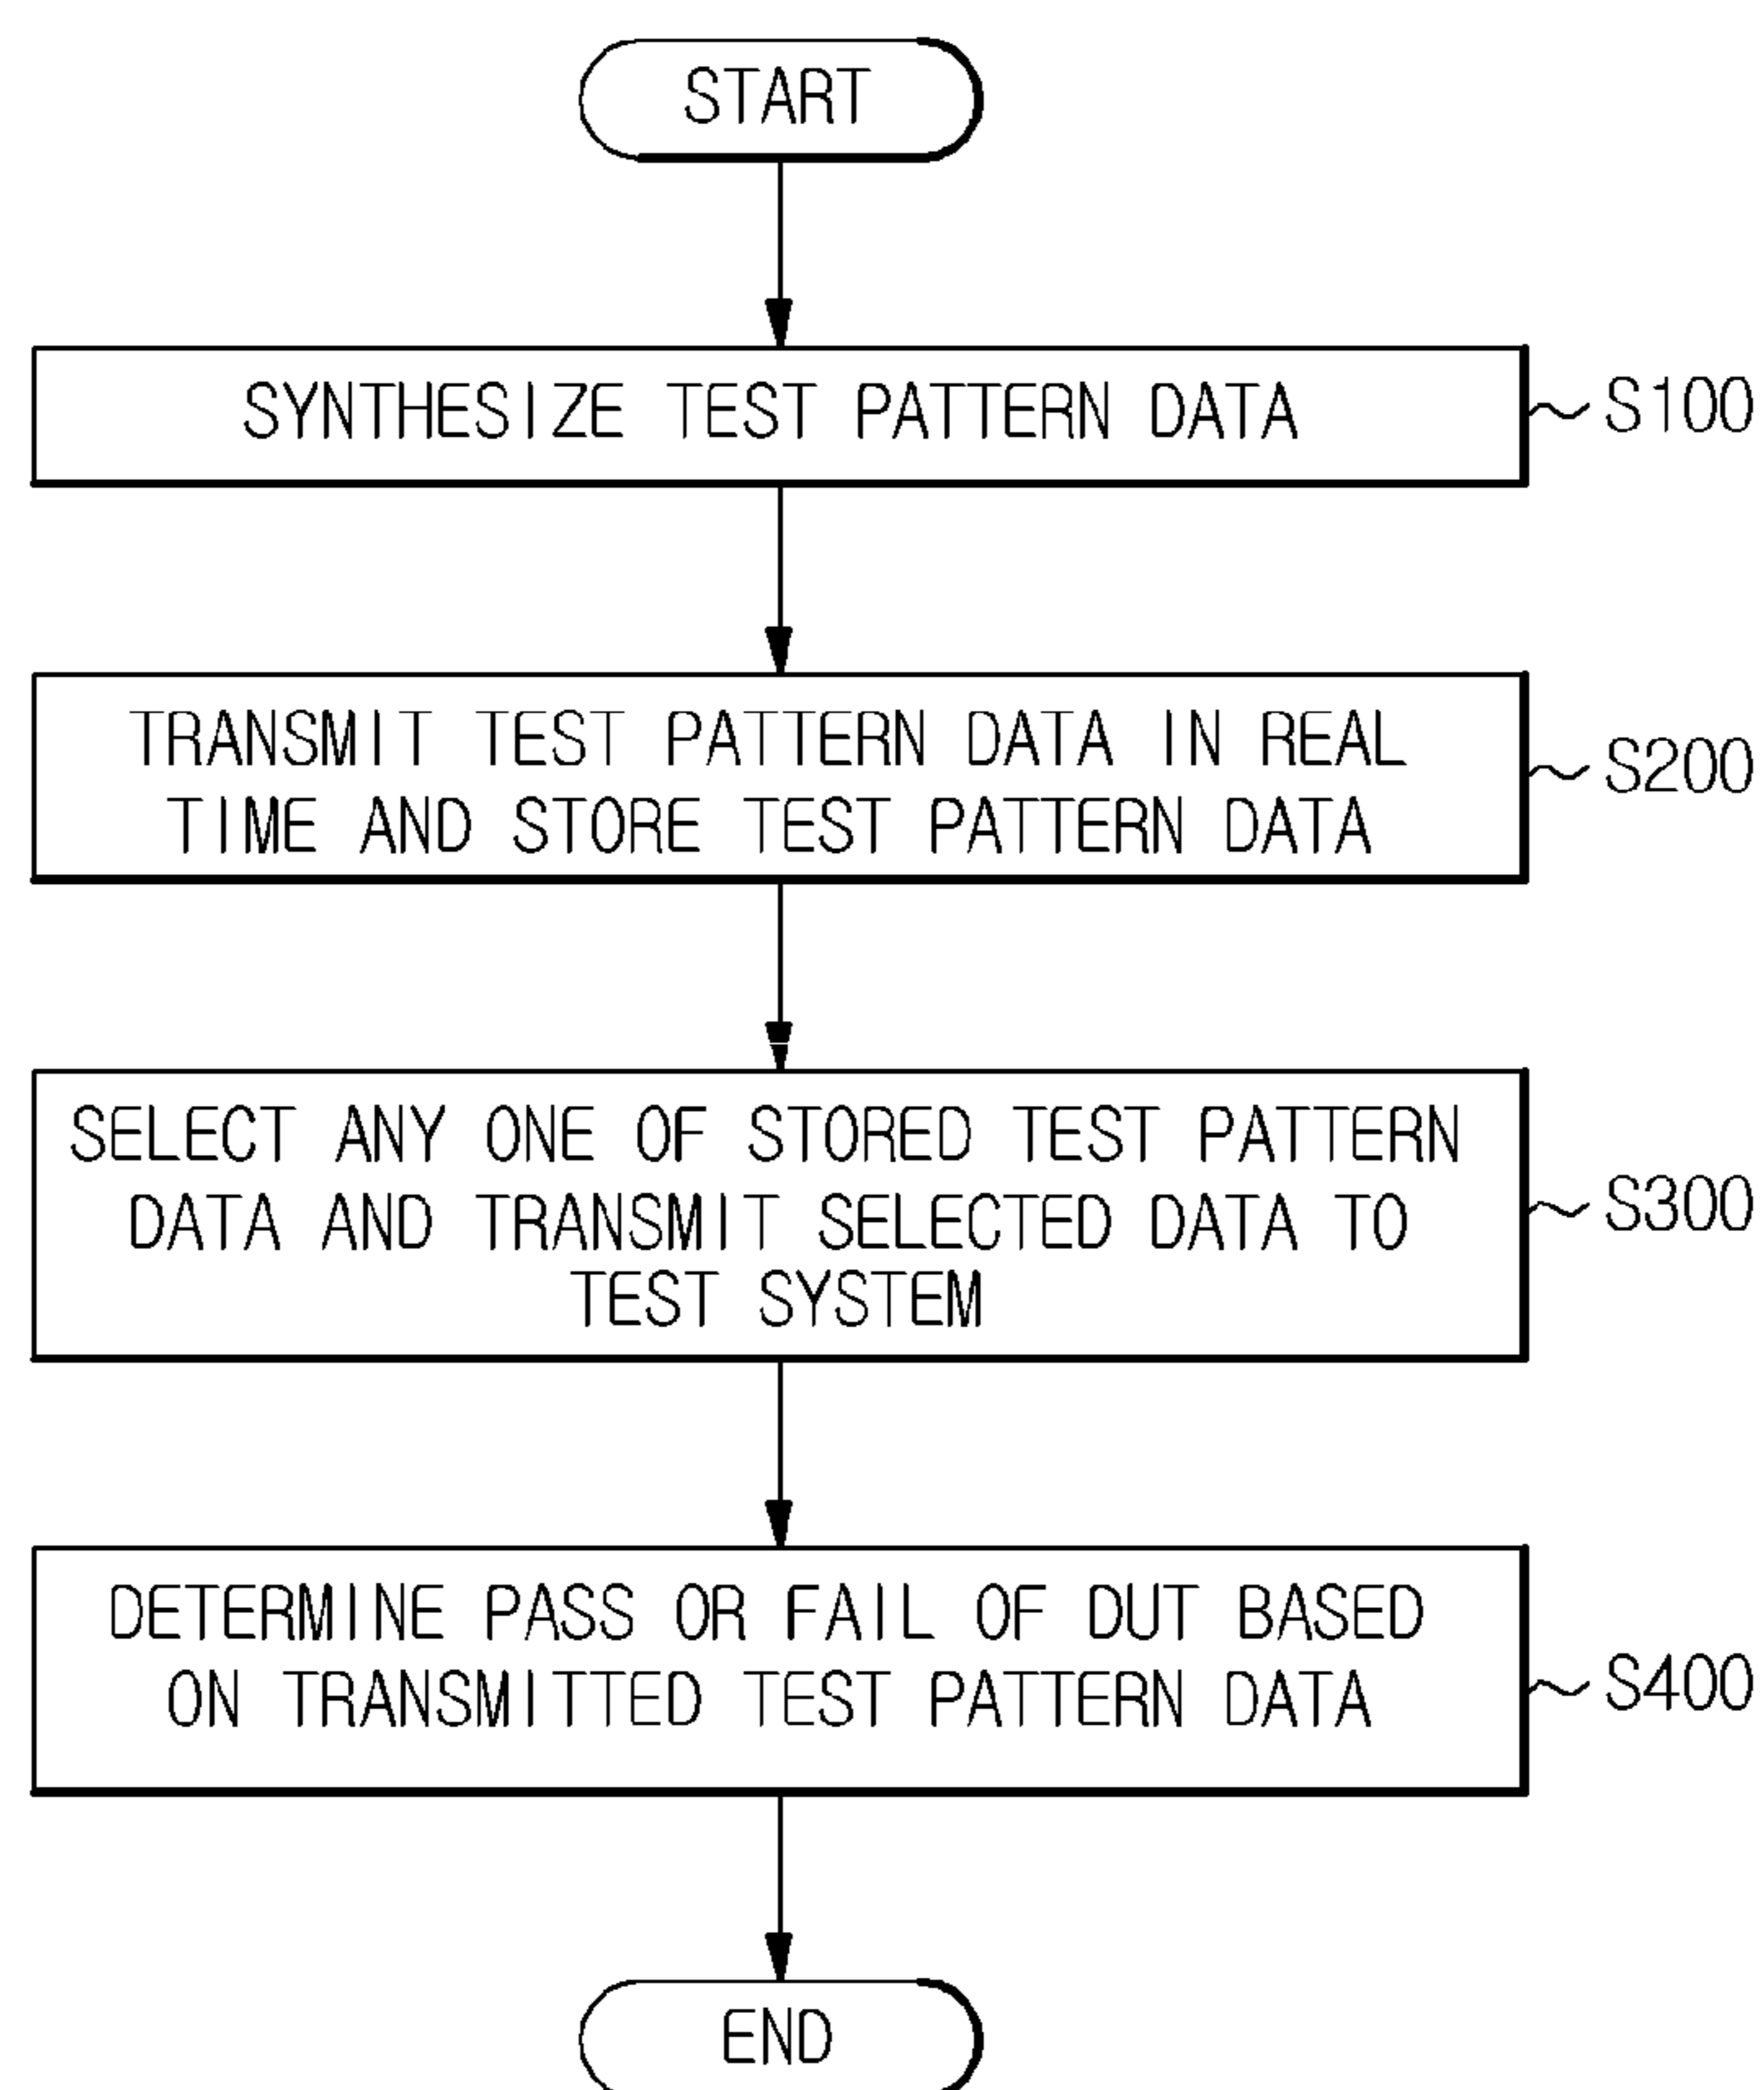 START
SYNTHESIZE TEST PATTERN DATA
S100
TRANSMIT TEST PATTERN DATA IN REAL
TIME AND STORE TEST PATTERN DATA
S200
SELECT ANY ONE OF STORED TEST PATTERN
DATA AND TRANSMIT SELECTED DATA TO
TEST SYSTEM
S300
DETERMINE PASS OR FAIL OF DUT BASED
ON TRANSMITTED TEST PATTERN DATA
S400
END